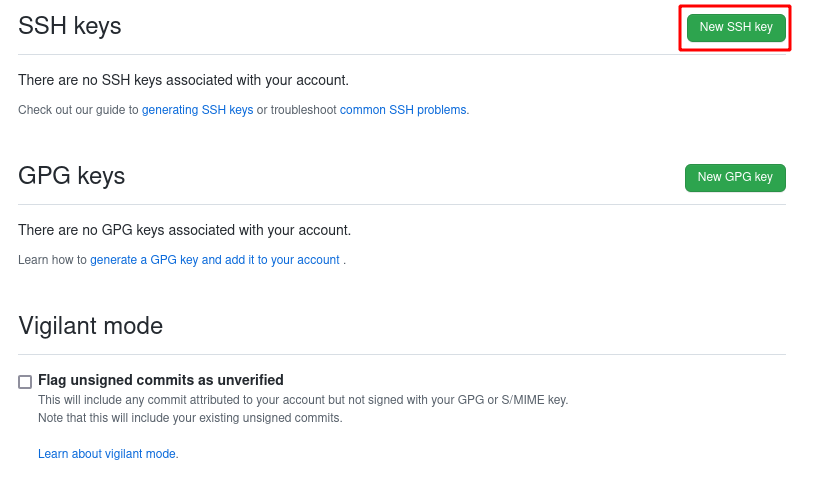 SSH keys
New SSH key
There are no SSH keys associated with your account.
Check out our guide to generating SSH keys or troubleshoot common SSH problems.
GPG keys
New GPG key
There are no GPG keys associated with your account.
Learn how to generate a GPG key and add it to your account .
Vigilant mode
Flag unsigned commits as unverified
This will include any commit attributed to your account but not signed with your GPG or S/MIME key.
Note that this will include your existing unsigned commits.
Learn about vigilant mode.